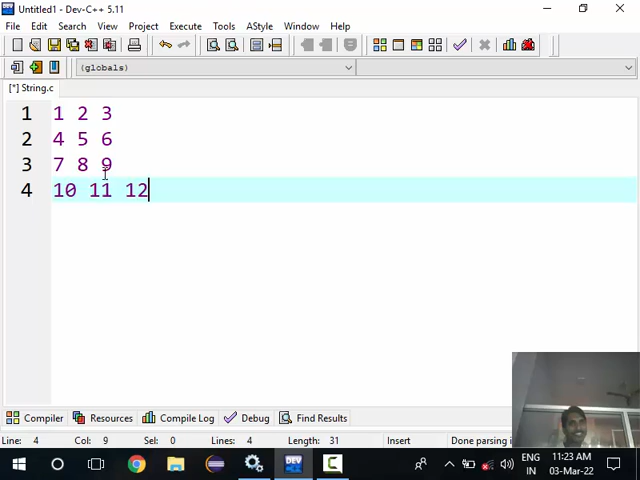 Untitled1 - Dev-C++ 5.11
File Edit Search View Project Execute Tools AStyle Window Help
(globals)
[*] String.c
1 1 2 3
2 4 5 6
3 7 8 9
4 10 11 12
Compiler Resources Compile Log Debug Find Results
Line: 4 Col: 9 Sel: 0 Lines: 4 Length: 31 Insert Done parsing i
ENG 11:23 AM
IN 03-Mar-22